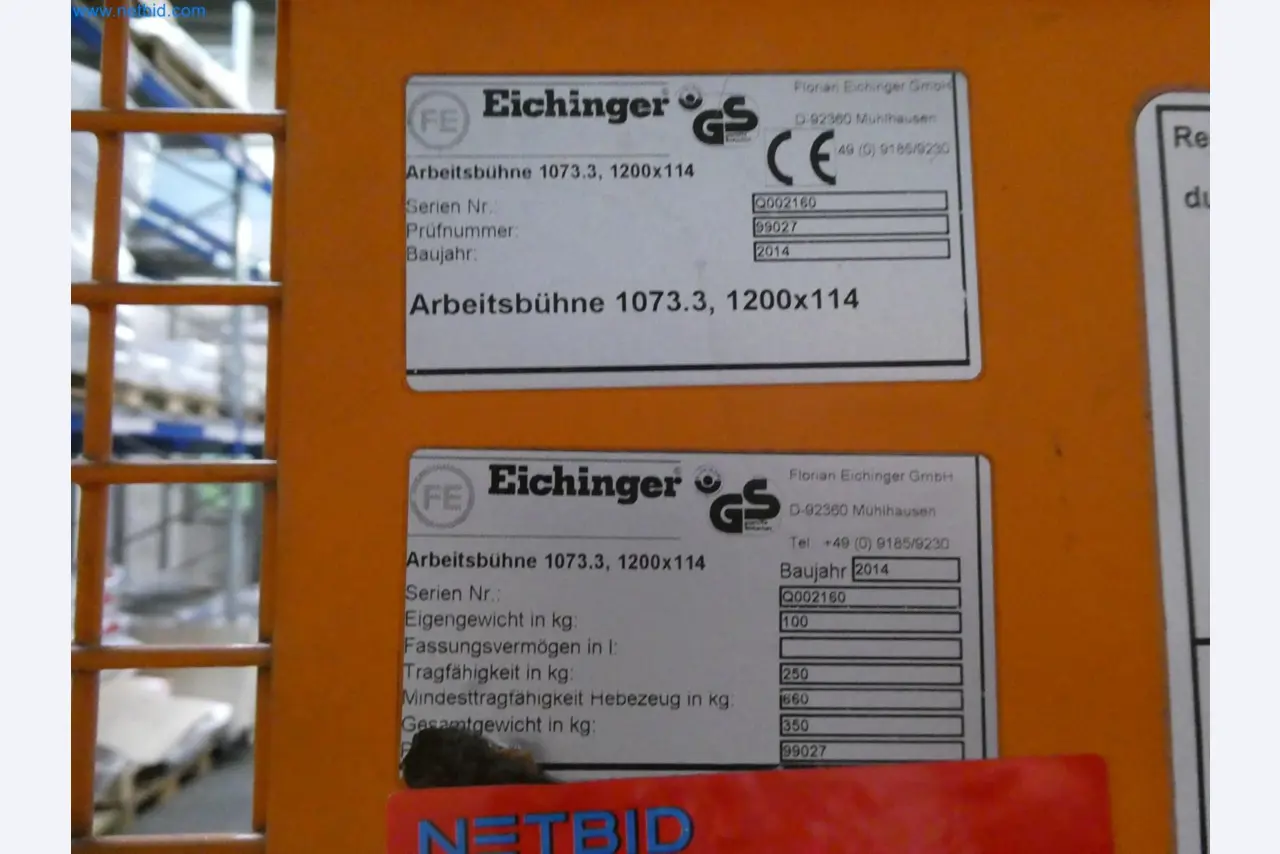 www.netbid.com
FE Eichinger GS
Florian Eichinger GmbH
D-92360 Mühlhausen
CE 49 (0) 9185/9230
Arbeitsbühne 1073.3, 1200x114
Serien Nr.: Q002160
Prüfnummer: 99027
Baujahr: 2014
Arbeitsbühne 1073.3, 1200x114
FE Eichinger GS
Florian Eichinger GmbH
D-92360 Mühlhausen
Tel +49 (0) 9185/9230
Arbeitsbühne 1073.3, 1200x114
Baujahr 2014
Serien Nr.: Q002160
Eigengewicht in kg: 100
Fassungsvermögen in l:
Tragfähigkeit in kg: 250
Mindesttragfähigkeit Hebezeug in kg: 660
Gesamtgewicht in kg: 350
99027
NETBID
Re
du